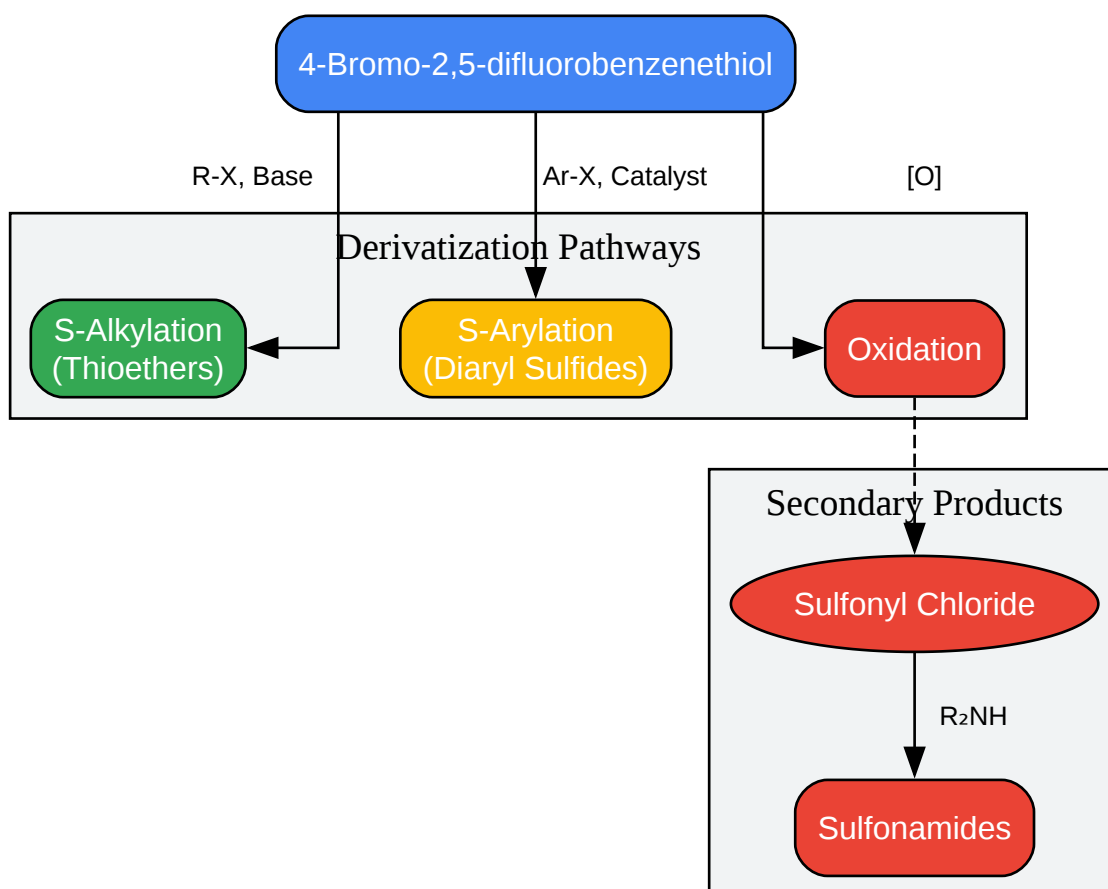 4-Bromo-2,5-difluorobenzenethiol
R-X, Base
Ar-X, Catalyst
[O]
Derivatization Pathways
S-Alkylation
(Thioethers)
S-Arylation
(Diaryl Sulfides)
Oxidation
Secondary Products
Sulfonyl Chloride
R₂NH
Sulfonamides